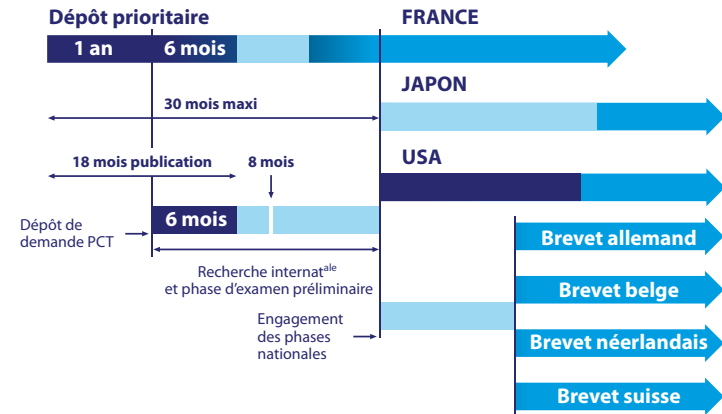 Dépôt prioritaire
FRANCE
1 an
6 mois
JAPON
30 mois maxi
USA
18 mois publication
8 mois
6 mois
Dépôt de
demande PCT
Brevet allemand
Recherche internatale
et phase d'examen préliminaire
Brevet belge
Engagement
des phases
nationales
Brevet néerlandais
Brevet suisse